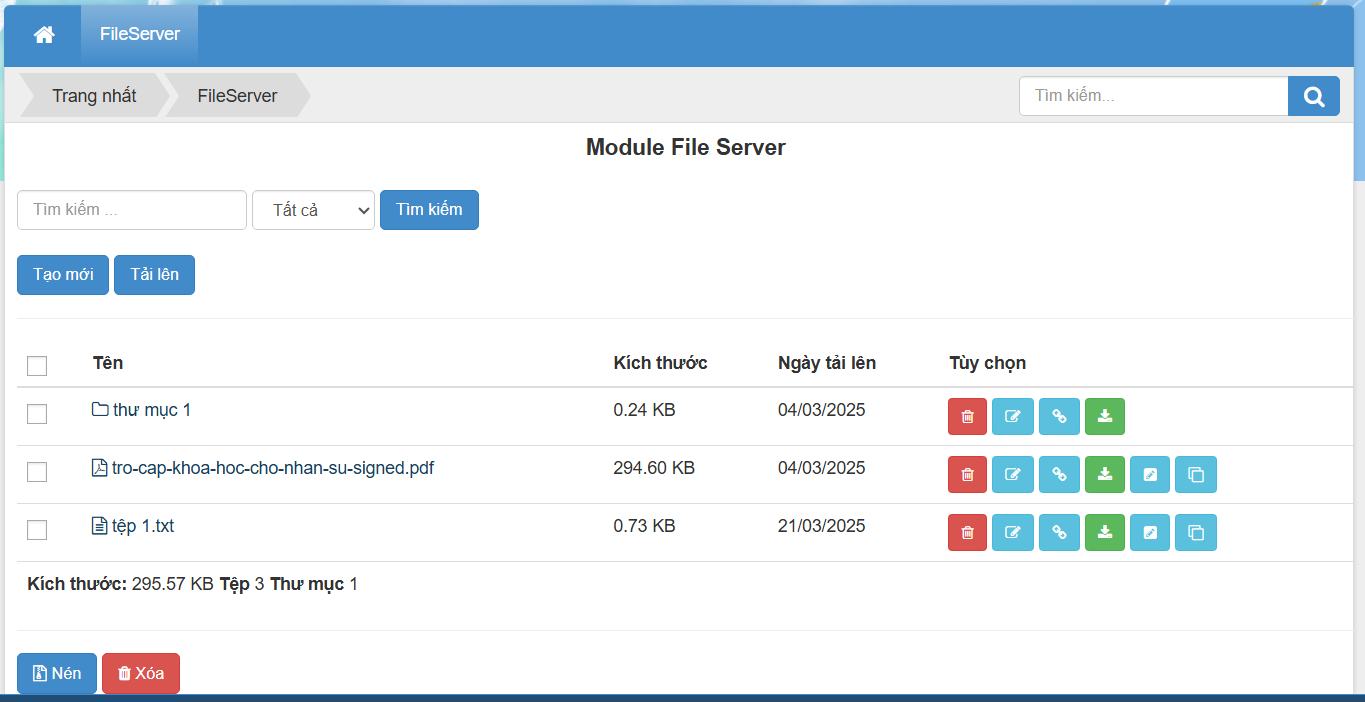 FileServer
Trang nhất FileServer Tìm kiếm...
Module File Server
Tìm kiếm ... Tất cả Tìm kiếm
Tạo mới Tải lên
Tên Kích thước Ngày tải lên Tùy chọn
thư mục 1 0.24 KB 04/03/2025
tro-cap-khoa-hoc-cho-nhan-su-signed.pdf 294.60 KB 04/03/2025
tệp 1.txt 0.73 KB 21/03/2025
Kích thước: 295.57 KB Tệp 3 Thư mục 1
Nén Xóa